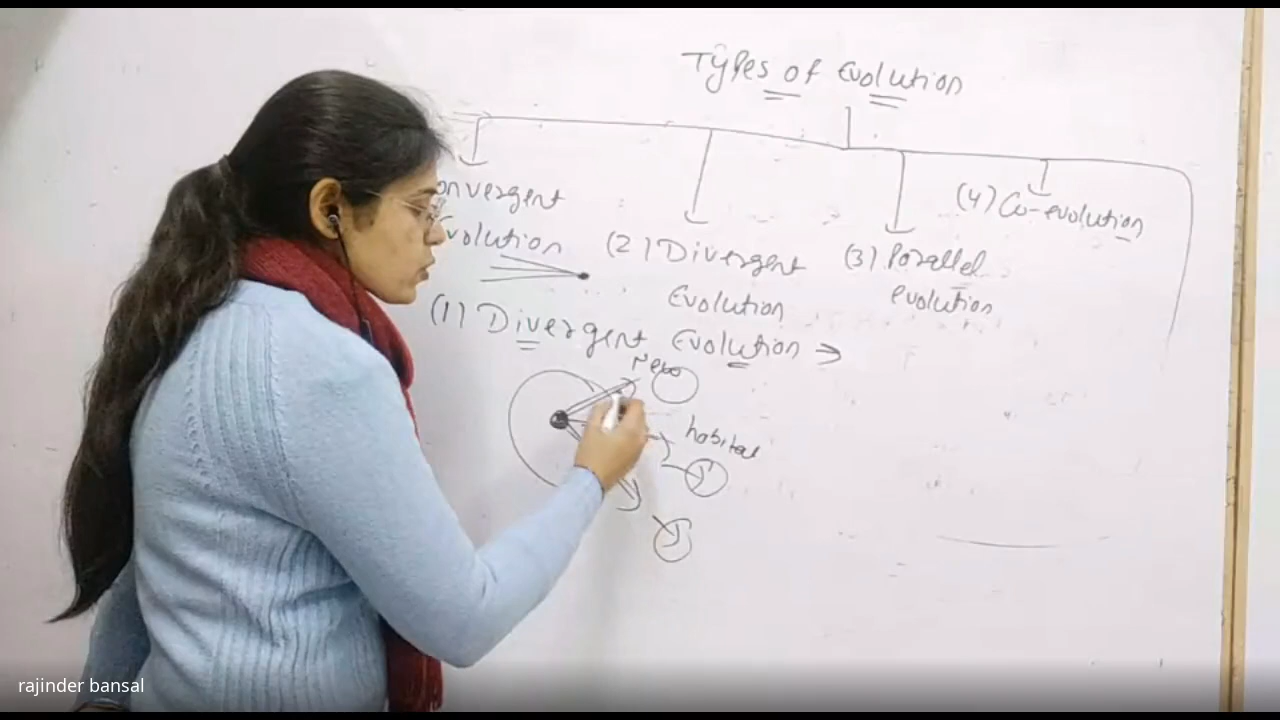 Types of Evolution
onvergent
Evolution
(2) Divergent
Evolution
(3) Parallel
evolution
(4) Co-evolution
(1) Divergent Evolution →
New
habitat
rajinder bansal